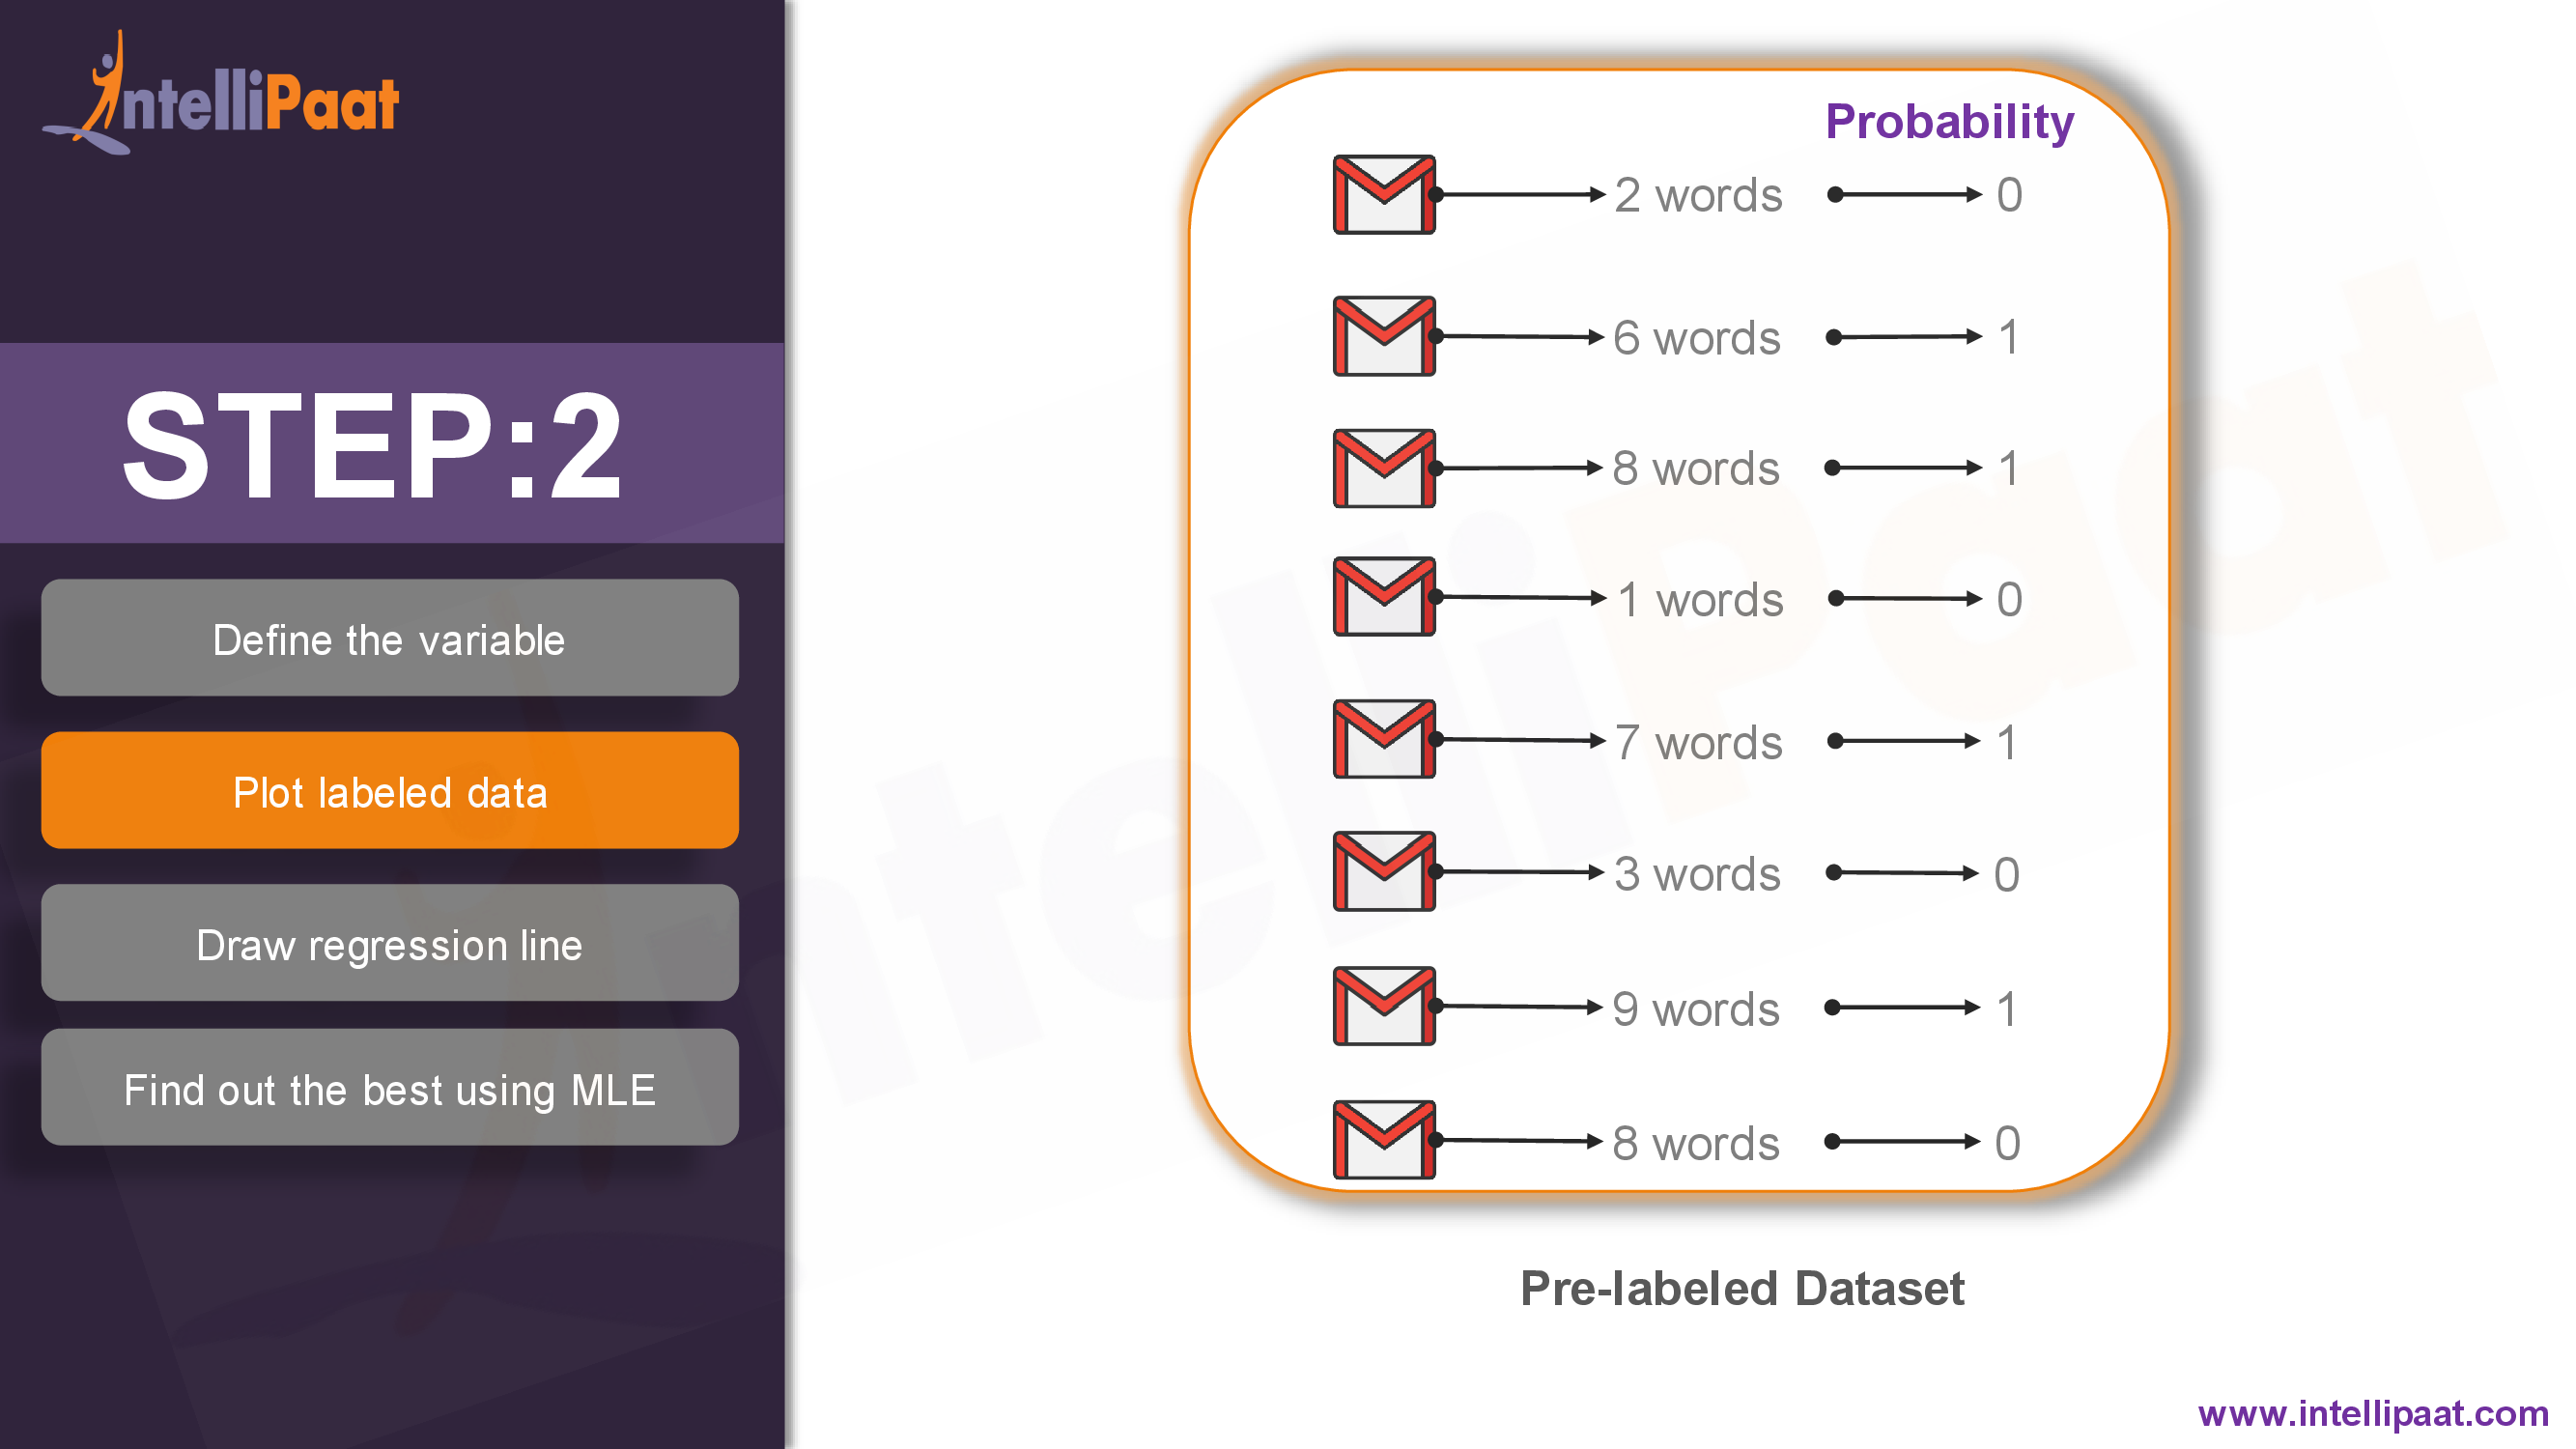 IntelliPaat
STEP:2
Define the variable
Plot labeled data
Draw regression line
Find out the best using MLE
Probability
2 words 0
6 words 1
8 words 1
1 words 0
7 words 1
3 words 0
9 words 1
8 words 0
Pre-labeled Dataset
www.intellipaat.com
IntelliPaat